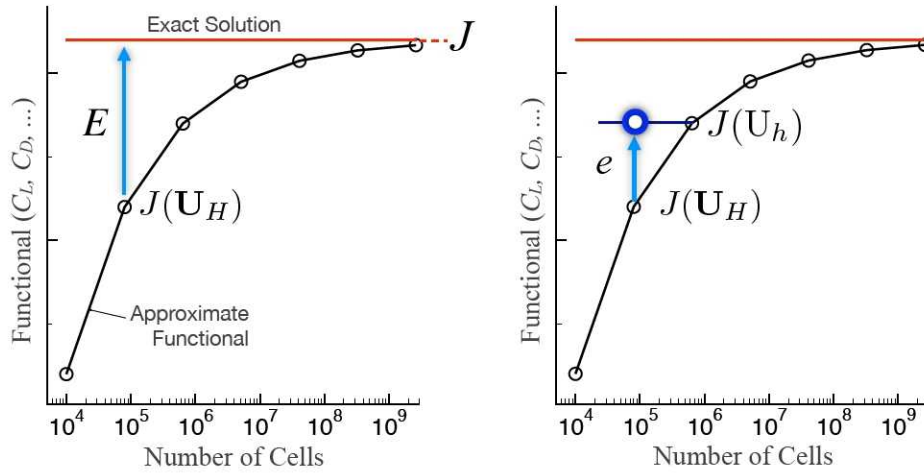 Exact Solution
J
E
J(U_H)
Approximate
Functional
Functional (C_L, C_D, ...)
10^4 10^5 10^6 10^7 10^8 10^9
Number of Cells
J(U_h)
e
J(U_H)
Functional (C_L, C_D, ...)
10^4 10^5 10^6 10^7 10^8 10^9
Number of Cells